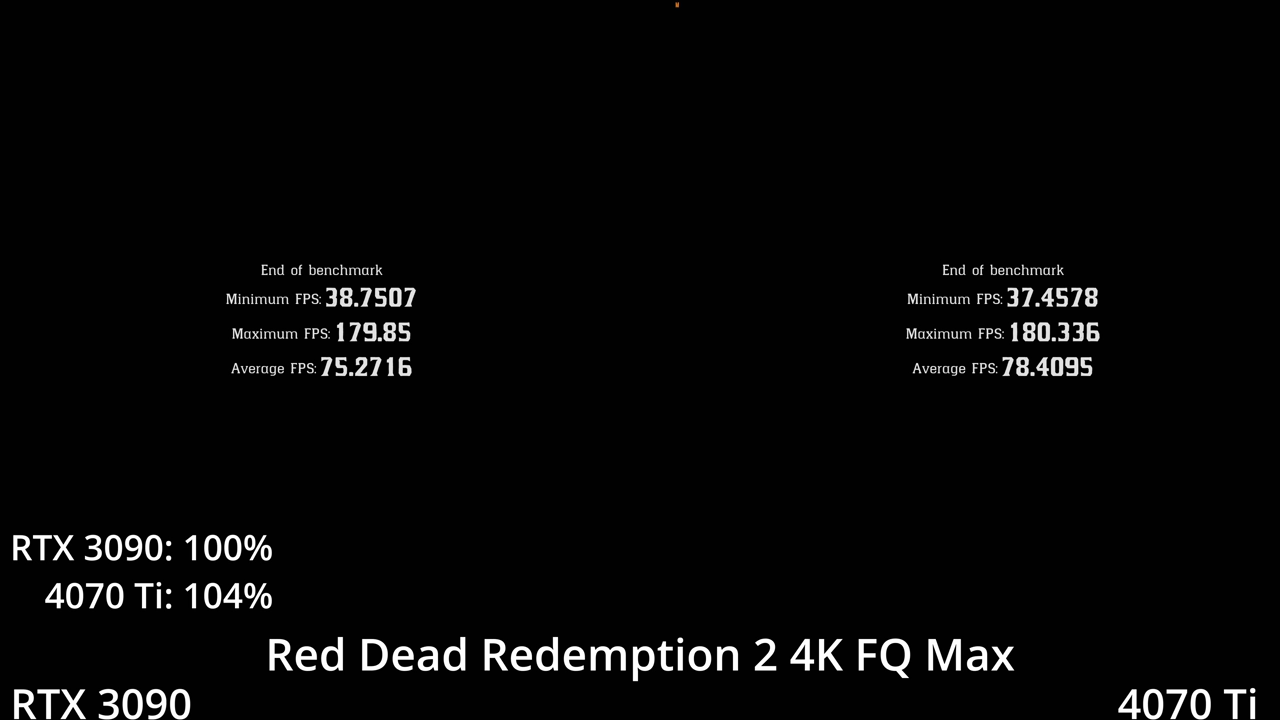 End of benchmark
Minimum FPS: 38.7507
Maximum FPS: 179.85
Average FPS: 75.2716
End of benchmark
Minimum FPS: 37.4578
Maximum FPS: 180.336
Average FPS: 78.4095
RTX 3090: 100%
4070 Ti: 104%
Red Dead Redemption 2 4K FQ Max
RTX 3090
4070 Ti